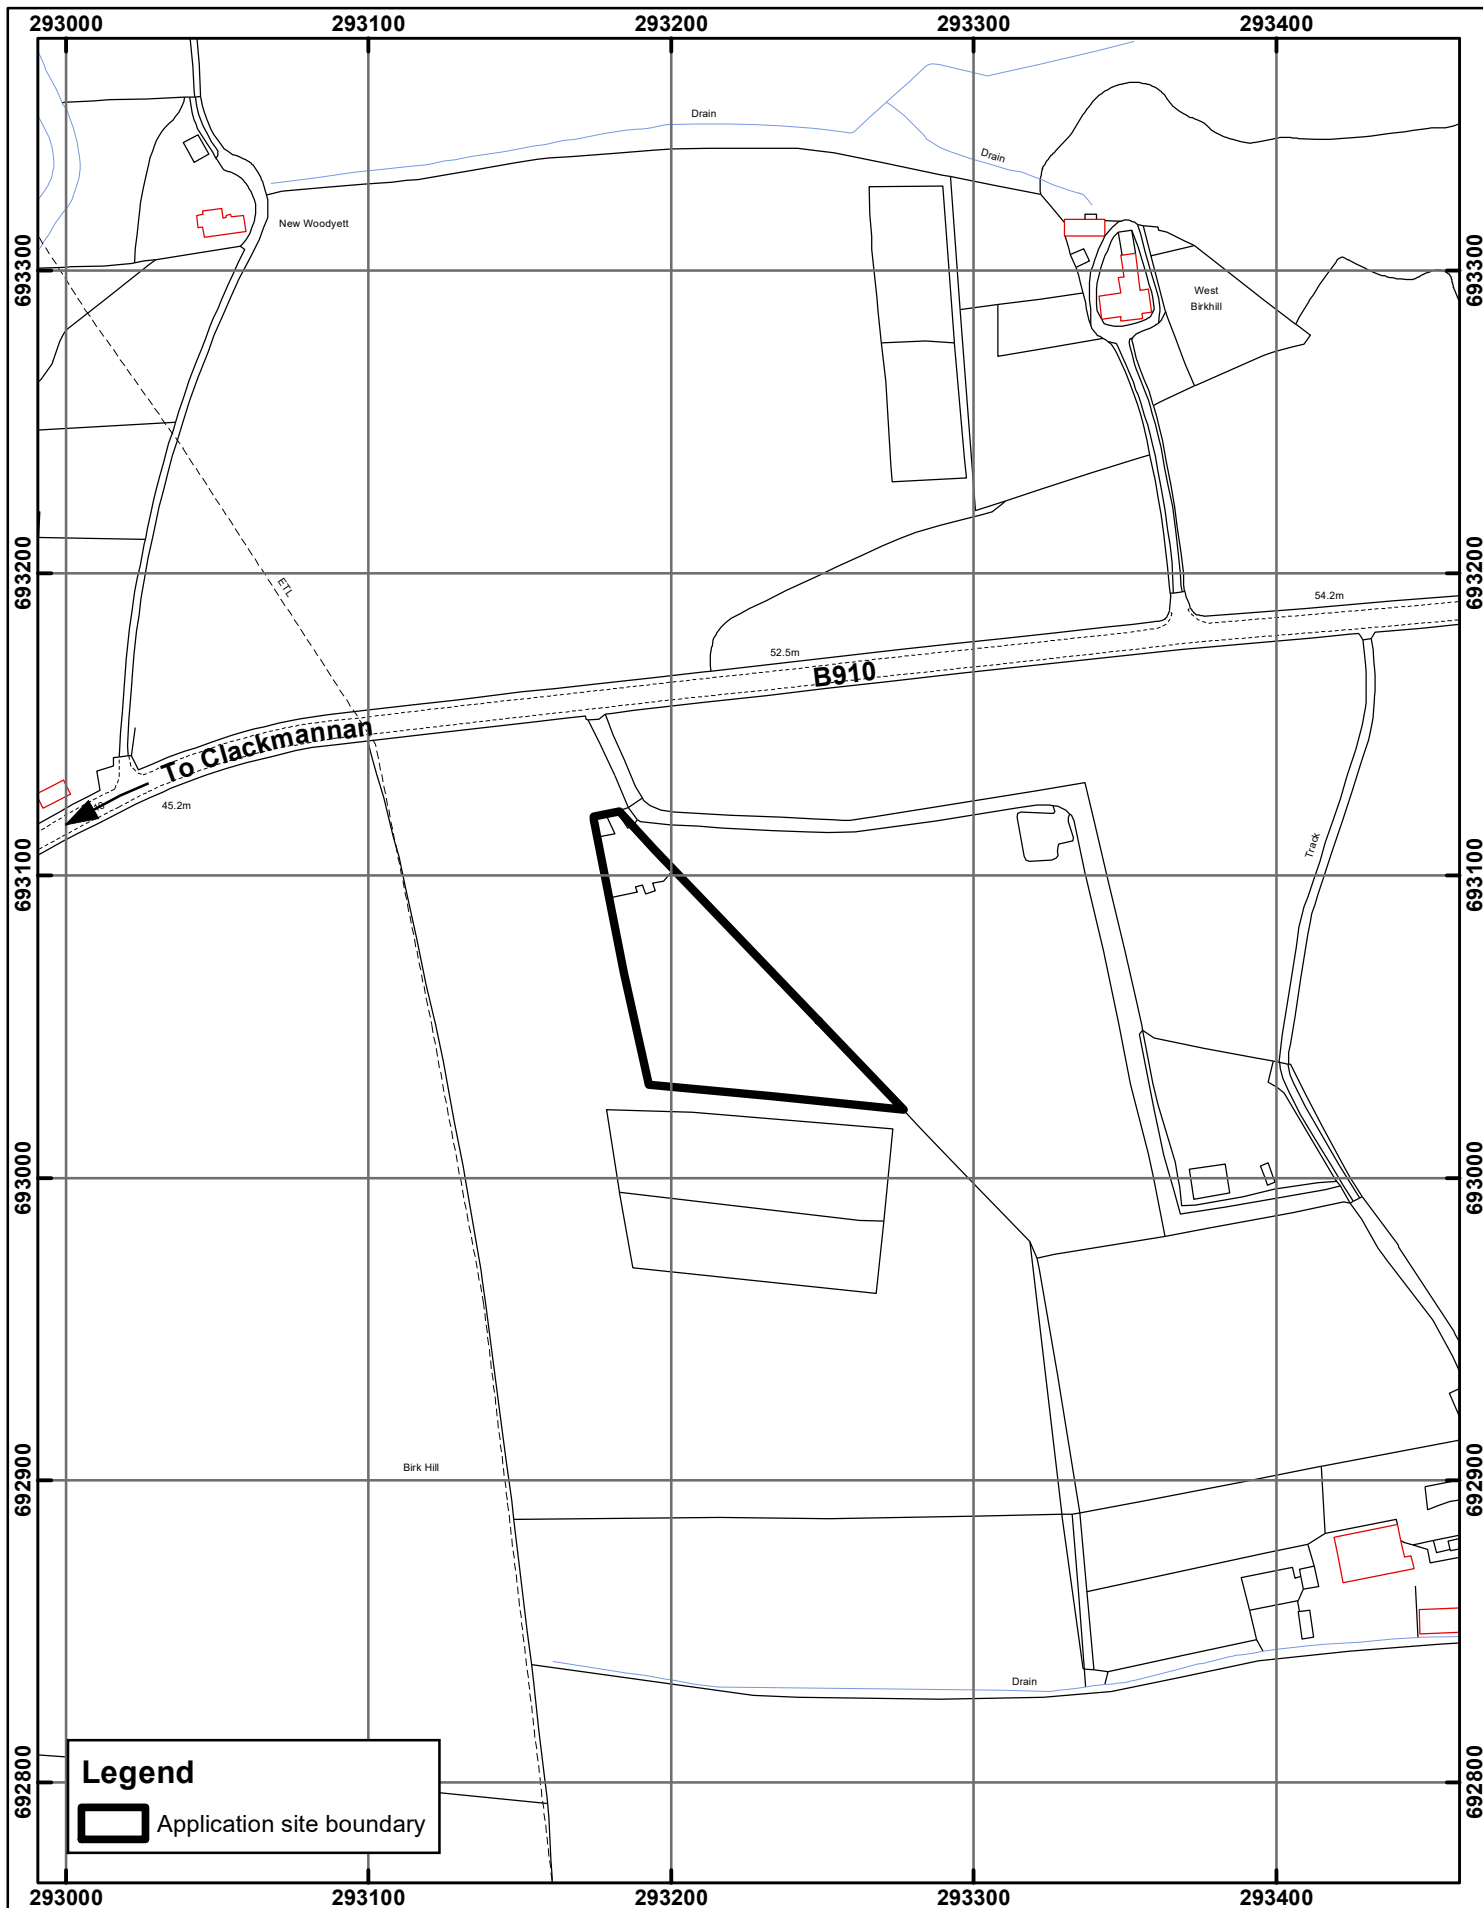 293000 293100 293200 293300 293400
Drain
Drain
New Woodyett
693300
693300
West
Birkhill
693200
693200
ETL
54.2m
52.5m
B910
To Clackmannan
45.2m
Track
693100
693100
693000
693000
692900
692900
Birk Hill
Drain
692800
692800
Legend
Application site boundary
293000 293100 293200 293300 293400